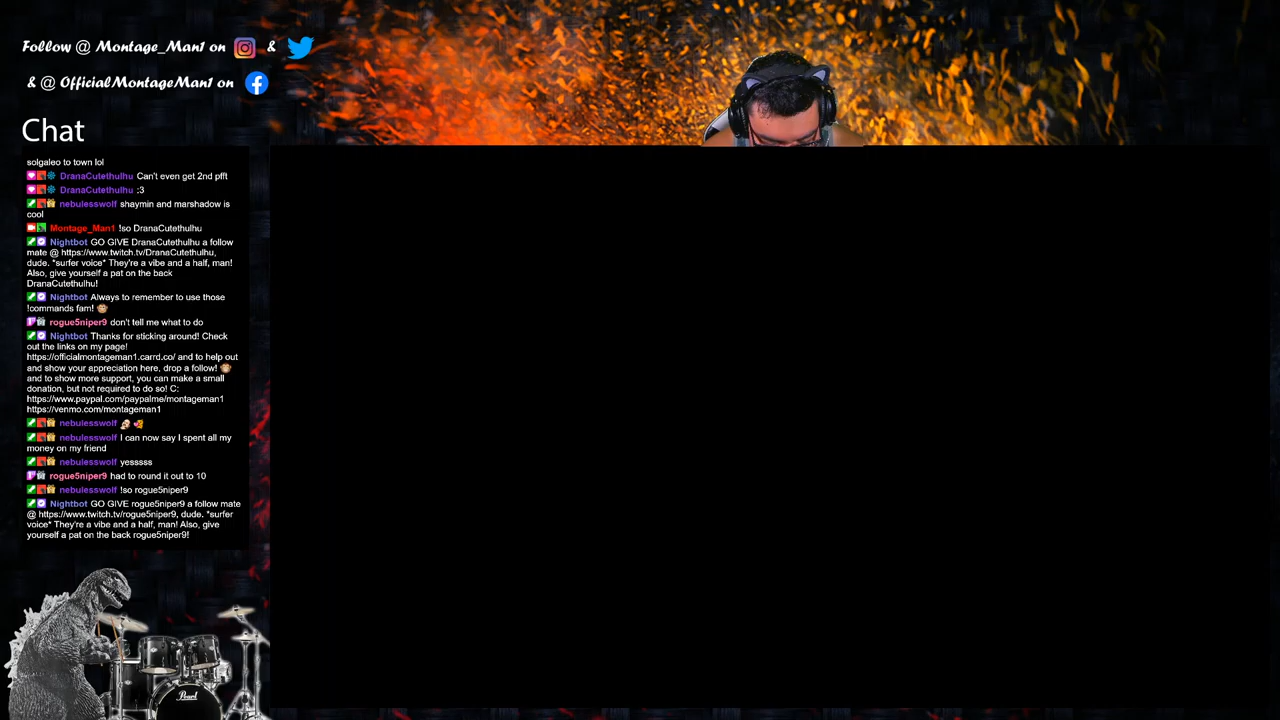 Follow @ Montage_Man1 on &
& @ OfficialMontageMan1 on
Chat
solgaleo to town lol
DranaCutethulhu Can't even get 2nd pfft
DranaCutethulhu :3
nebulesswolf shaymin and marshadow is
cool
Montage_Man1 !so DranaCutethulhu
Nightbot GO GIVE DranaCutethulhu a follow
mate @ https://www.twitch.tv/DranaCutethulhu,
dude. *surfer voice* They're a vibe and a half, man!
Also, give yourself a pat on the back
DranaCutethulhu!
Nightbot Always to remember to use those
!commands fam!
rogue5niper9 don't tell me what to do
Nightbot Thanks for sticking around! Check
out the links on my page!
https://officialmontageman1.carrd.co/ and to help out
and show your appreciation here, drop a follow!
and to show more support, you can make a small
donation, but not required to do so! C:
https://www.paypal.com/paypalme/montageman1
https://venmo.com/montageman1
nebulesswolf
nebulesswolf I can now say I spent all my
money on my friend
nebulesswolf yesssss
rogue5niper9 had to round it out to 10
nebulesswolf !so rogue5niper9
Nightbot GO GIVE rogue5niper9 a follow mate
@ https://www.twitch.tv/rogue5niper9, dude. *surfer
voice* They're a vibe and a half, man! Also, give
yourself a pat on the back rogue5niper9!
Pearl